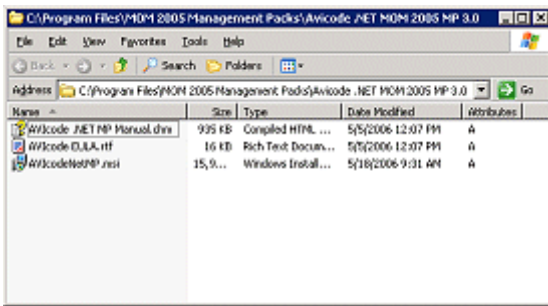 C:\Program Files\MOM 2005 Management Packs\Avicode .NET MOM 2005 MP 3.0
File Edit View Favorites Tools Help
Back Search Folders
Address C:\Program Files\MOM 2005 Management Packs\Avicode .NET MOM 2005 MP 3.0 Go
Name Size Type Date Modified Attributes
AVIcode .NET MP Manual.chm 935 KB Compiled HTML ... 5/5/2006 12:07 PM A
AVIcode EULA.rtf 16 KB Rich Text Docum... 5/5/2006 12:07 PM A
AVIcodeNetMP.msi 15,9... Windows Install... 5/18/2006 9:31 AM A